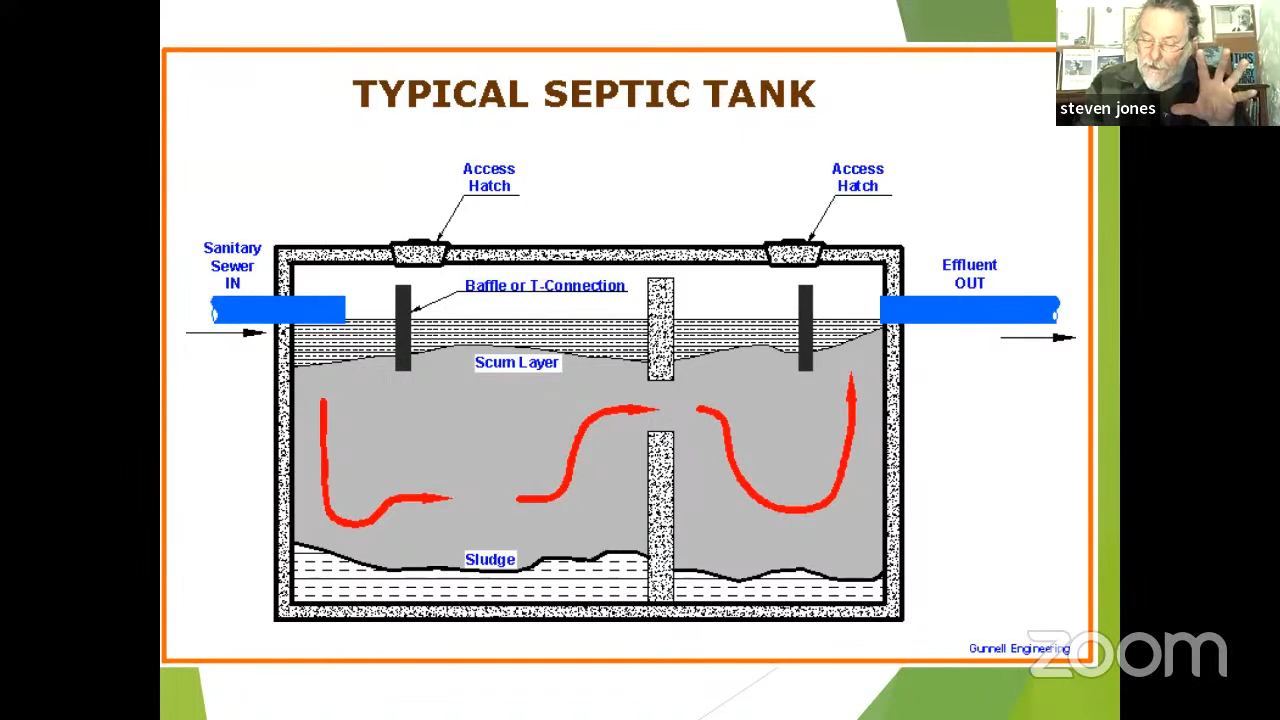 steven jones
TYPICAL SEPTIC TANK
Access
Hatch
Access
Hatch
Sanitary
Sewer
IN
Effluent
OUT
Baffle or T-Connection
Scum Layer
Sludge
Gunnell Engineering
zoom